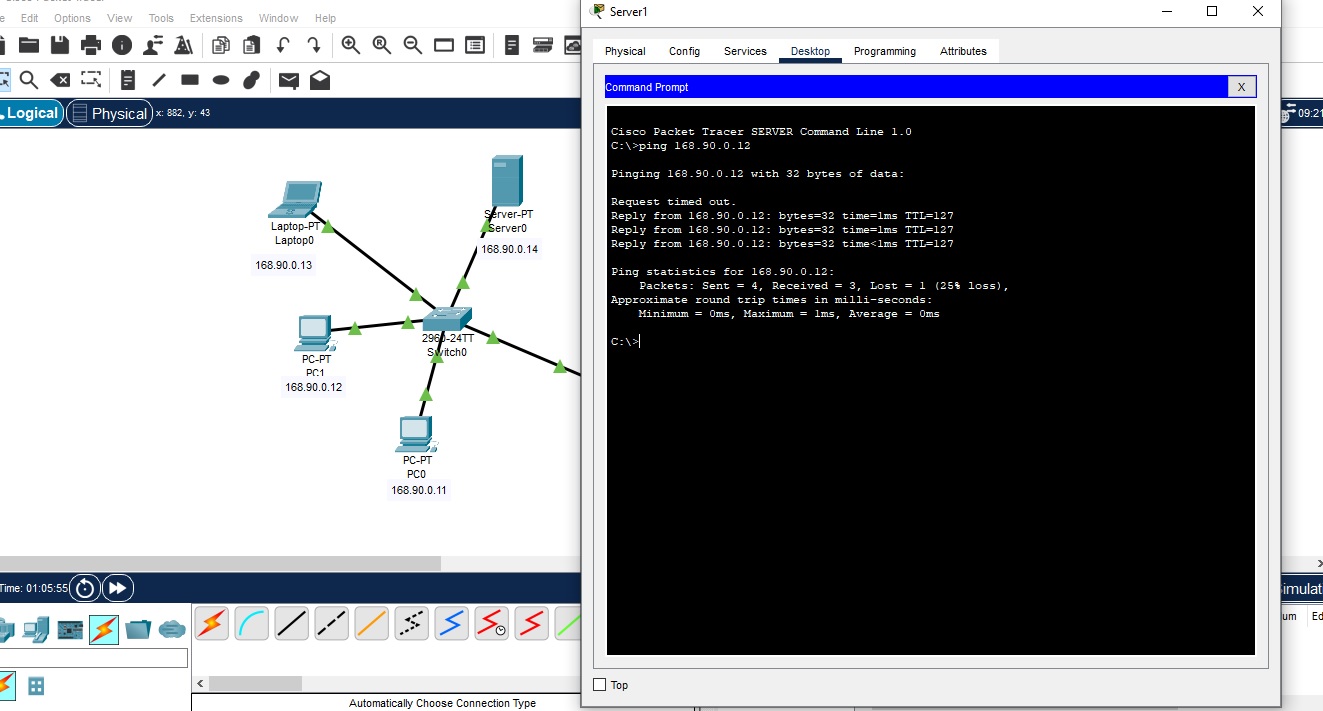 Edit Options View Tools Extensions Window Help
Logical
Physical
x: 882, y: 43
Laptop-PT
Laptop0
168.90.0.13
Server-PT
Server0
168.90.0.14
2960-24TT
Switch0
PC-PT
PC1
168.90.0.12
PC-PT
PC0
168.90.0.11
Time: 01:05:55
Automatically Choose Connection Type
Server1
Physical Config Services Desktop Programming Attributes
Command Prompt
X
Cisco Packet Tracer SERVER Command Line 1.0
C:\>ping 168.90.0.12
Pinging 168.90.0.12 with 32 bytes of data:
Request timed out.
Reply from 168.90.0.12: bytes=32 time=1ms TTL=127
Reply from 168.90.0.12: bytes=32 time=1ms TTL=127
Reply from 168.90.0.12: bytes=32 time<1ms TTL=127
Ping statistics for 168.90.0.12:
Packets: Sent = 4, Received = 3, Lost = 1 (25% loss),
Approximate round trip times in milli-seconds:
Minimum = 0ms, Maximum = 1ms, Average = 0ms
C:\>
Top
09:21